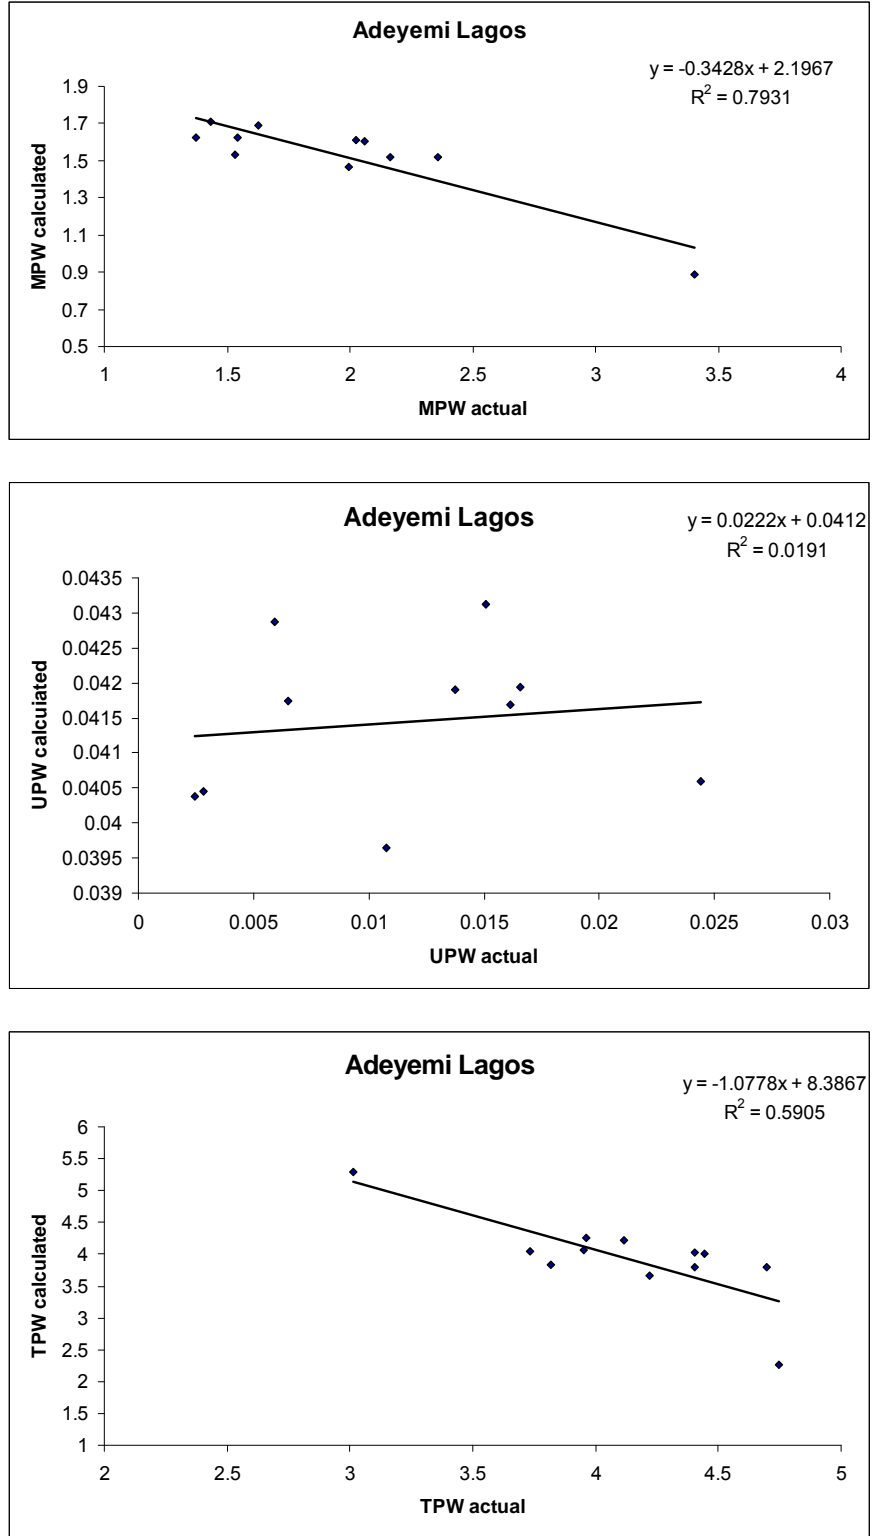 Adeyemi Lagos
y = -0.3428x + 2.1967
R² = 0.7931
1.9
1.7
1.5
1.3
1.1
0.9
0.7
0.5
MPW calculated
1 1.5 2 2.5 3 3.5 4
MPW actual
Adeyemi Lagos
y = 0.0222x + 0.0412
R² = 0.0191
0.0435
0.043
0.0425
0.042
0.0415
0.041
0.0405
0.04
0.0395
0.039
UPW calculated
0 0.005 0.01 0.015 0.02 0.025 0.03
UPW actual
Adeyemi Lagos
y = -1.0778x + 8.3867
R² = 0.5905
6
5.5
5
4.5
4
3.5
3
2.5
2
1.5
1
TPW calculated
2 2.5 3 3.5 4 4.5 5
TPW actual